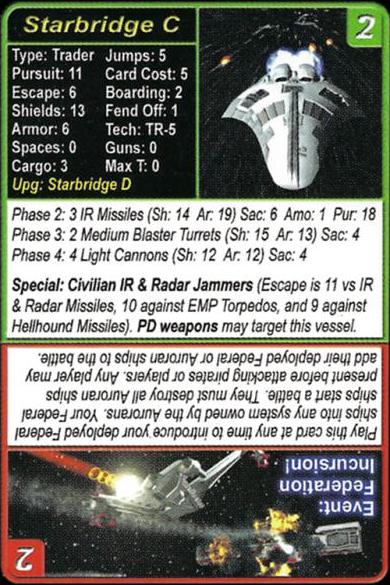 Starbridge C
2
Type: Trader Jumps: 5
Pursuit: 11 Card Cost: 5
Escape: 6 Boarding: 2
Shields: 13 Fend Off: 1
Armor: 6 Tech: TR-5
Spaces: 0 Guns: 0
Cargo: 3 Max T: 0
Upg: Starbridge D
Phase 2: 3 IR Missiles (Sh: 14 Ar: 19) Sac: 6 Amo: 1 Pur: 18
Phase 3: 2 Medium Blaster Turrets (Sh: 15 Ar: 13) Sac: 4
Phase 4: 4 Light Cannons (Sh: 12 Ar: 12) Sac: 4
Special: Civilian IR & Radar Jammers (Escape is 11 vs IR
& Radar Missiles, 10 against EMP Torpedos, and 9 against
Hellhound Missiles). PD weapons may target this vessel.
2
Event:
Federation
Incursion!
Play this card at any time to introduce your deployed Federal
ships into any system owned by the Aurorans. Your Federal
ships start a battle. They must destroy all Auroran ships
present before attacking pirates or players. Any player may
add their deployed Federal or Auroran ships to the battle.